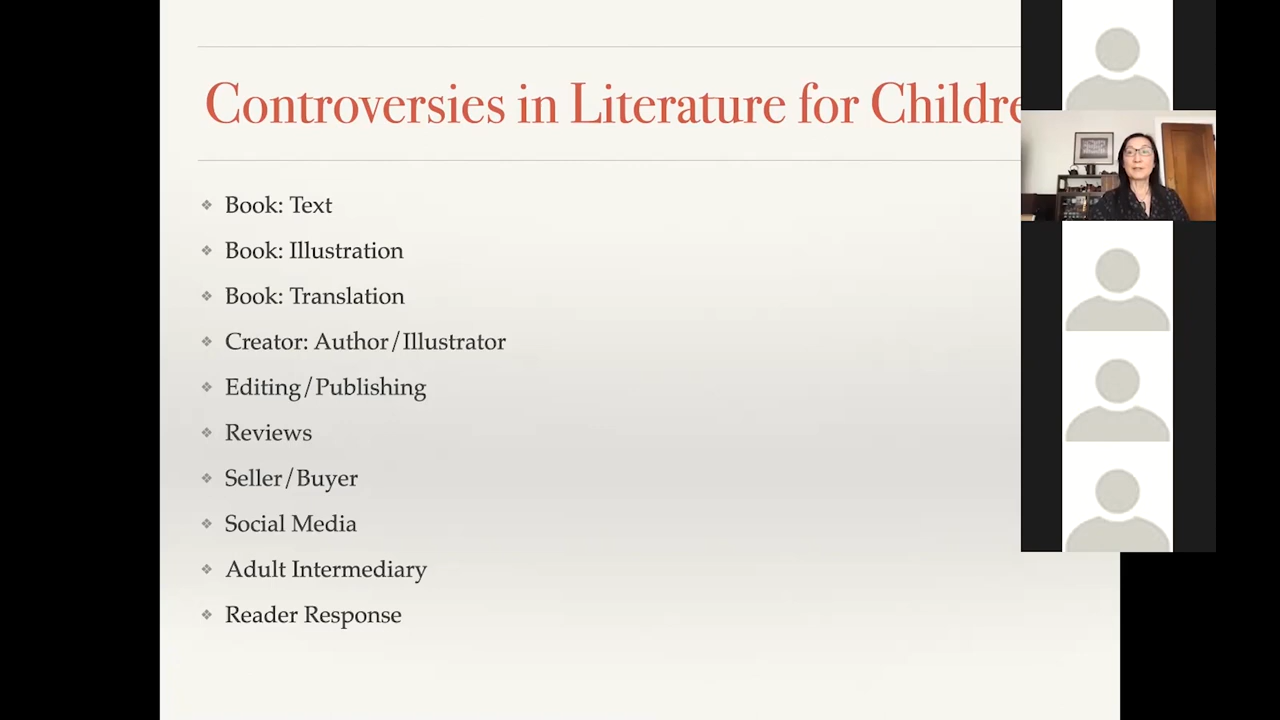 Controversies in Literature for Childre
Book: Text
Book: Illustration
Book: Translation
Creator: Author/Illustrator
Editing/Publishing
Reviews
Seller/Buyer
Social Media
Adult Intermediary
Reader Response